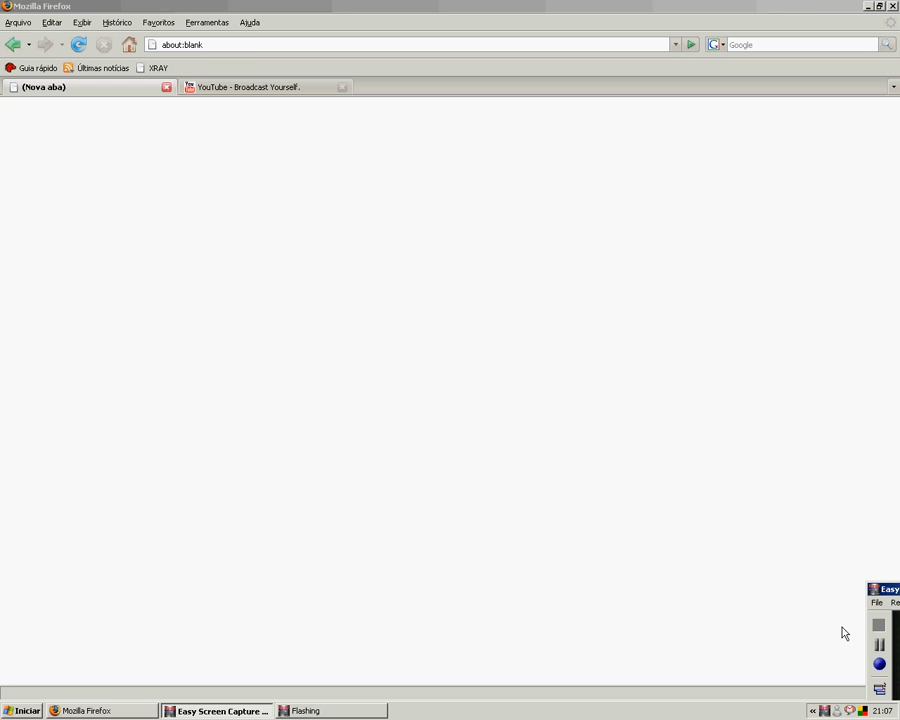 Mozilla Firefox
Arquivo Editar Exibir Histórico Favoritos Ferramentas Ajuda
about:blank Google
Guia rápido Últimas notícias XRAY
(Nova aba) YouTube - Broadcast Yourself.
Easy
File Re
Iniciar Mozilla Firefox Easy Screen Capture ... Flashing « 21:07